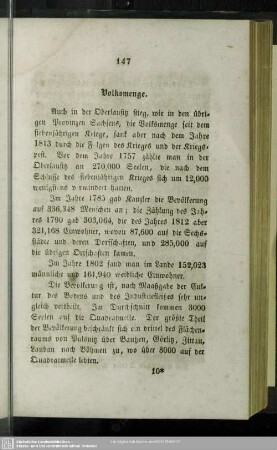 147
Volksmenge.
Auch in der Oberlausitz stieg, wie in den übri-
gen Provinzen Sachsens, die Volksmenge seit dem
siebenjährigen Kriege, sank aber nach dem Jahre
1813 durch die F lgen des Krieges und der Kriegs-
pest. Vor dem Jahre 1757 zählte man in der
Oberlausitz an 270,000 Seelen, die nach dem
Schlusse des siebenjährigen Krieges sich um 12,000
wenigstens v rmindert hatten.
Im Jahre 1785 gab Kanzler die Bevölkerung
auf 336,348 Menschen an; die Zählung des Jah-
res 1790 gab 303,064, die des Jahres 1812 aber
321,168 Einwohner, wovon 87,600 auf die Sechs-
städte und deren Dorfschaften, und 285,000 auf
die übrigen Ortschaften kamen.
Im Jahre 1802 fand man im Lande 152,023
männliche und 161,940 weibliche Einwohner.
Die Bevölkerung ist, nach Maaßgabe der Cul-
tur des Bodens und des Industriefleißes sehr un-
gleich vertheilt. Im Durchschnitt kommen 3000
Seelen auf die Quadratmeile. Der größte Theil
der Bevölkerung beschränkt sich ein drittel des Flächen-
raums von Pulsnitz über Bautzen, Görlitz, Zittau,
Lauban nach Böhmen zu, wo über 8000 auf der
Quadratmeile lebten.
10*